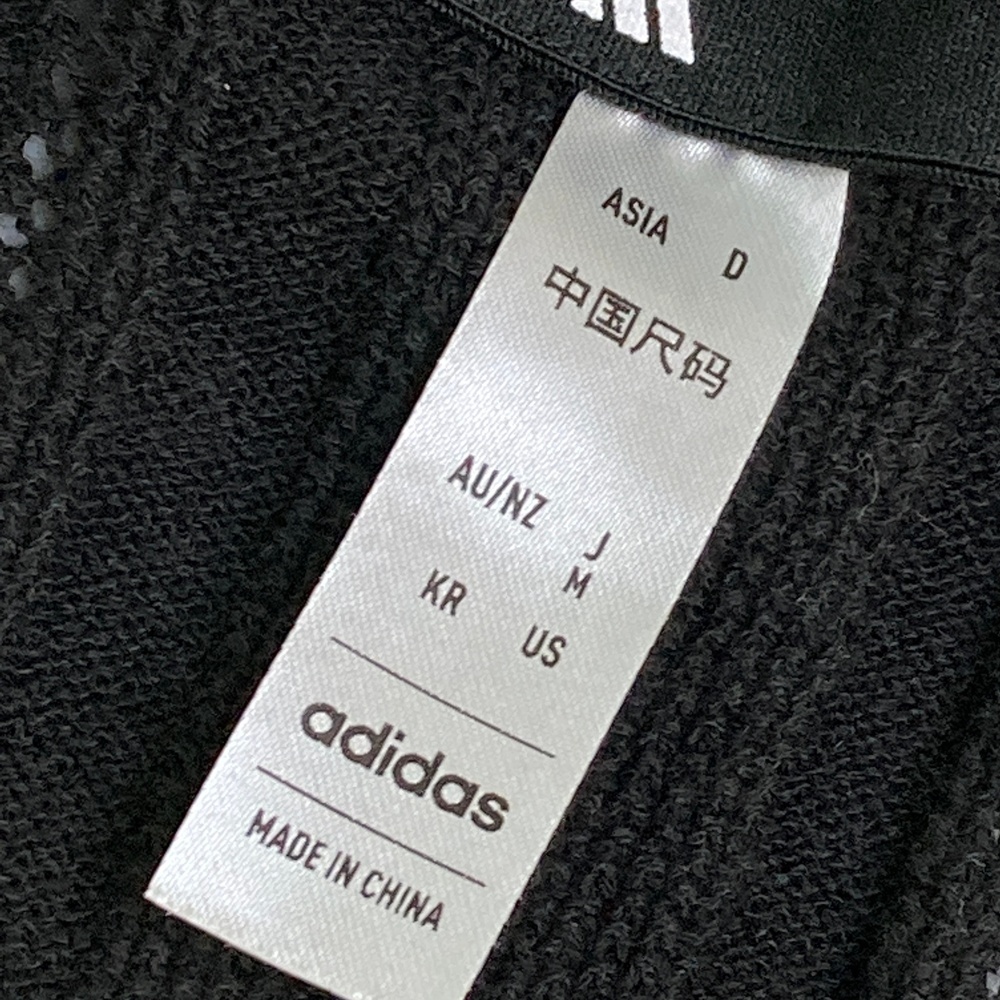 ASIA D
中国尺码
AU/NZ J
M
KR US
adidas
MADE IN CHINA